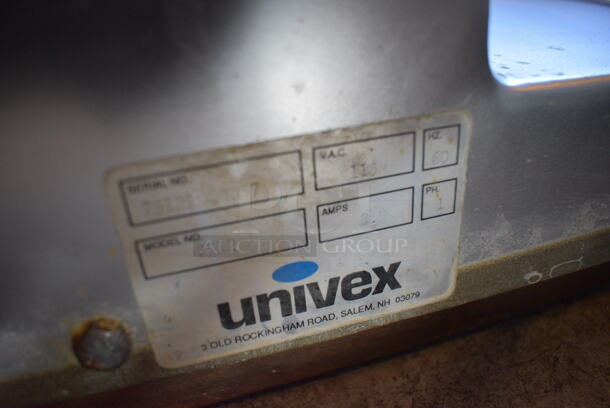 SERIAL NO.
V.A.C.
115
HZ.
60
MODEL NO.
AMPS
PH.
1
AUCTION GROUP
univex
3 OLD ROCKINGHAM ROAD, SALEM, NH 03079